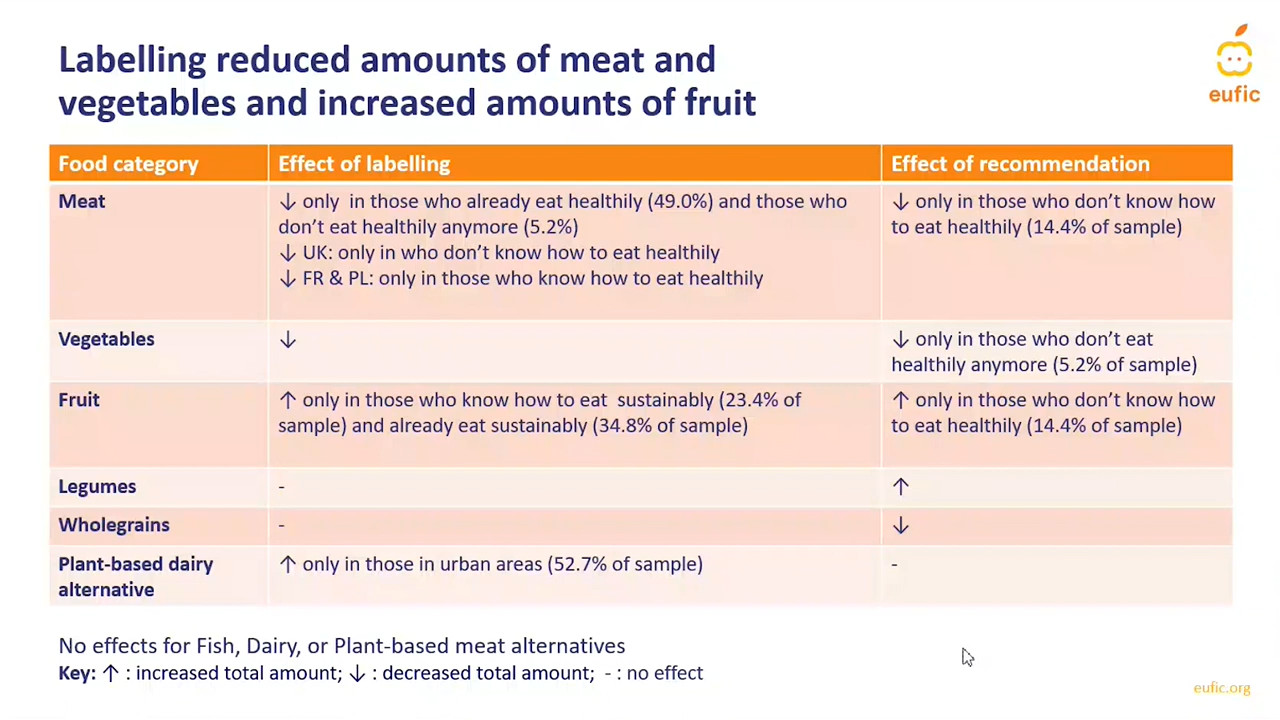 Labelling reduced amounts of meat and
vegetables and increased amounts of fruit
eufic
Food category
Effect of labelling
Effect of recommendation
Meat
↓ only in those who already eat healthily (49.0%) and those who
don’t eat healthily anymore (5.2%)
↓ UK: only in who don’t know how to eat healthily
↓ FR & PL: only in those who know how to eat healthily
↓ only in those who don’t know how
to eat healthily (14.4% of sample)
Vegetables
↓
↓ only in those who don’t eat
healthily anymore (5.2% of sample)
Fruit
↑ only in those who know how to eat sustainably (23.4% of
sample) and already eat sustainably (34.8% of sample)
↑ only in those who don’t know how
to eat healthily (14.4% of sample)
Legumes
-
↑
Wholegrains
-
↓
Plant-based dairy
alternative
↑ only in those in urban areas (52.7% of sample)
-
No effects for Fish, Dairy, or Plant-based meat alternatives
Key: ↑ : increased total amount; ↓ : decreased total amount; - : no effect
eufic.org